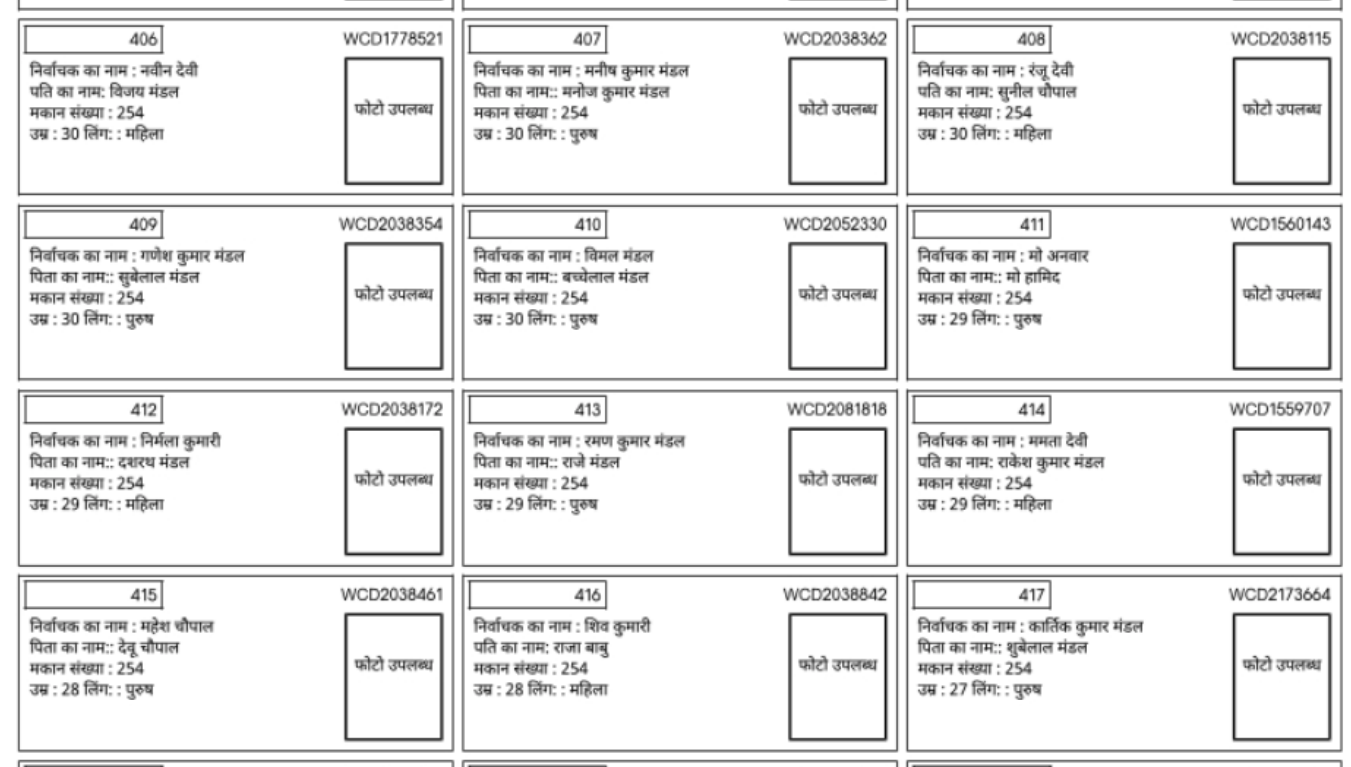 406 WCD1778521
निर्वाचक का नाम : नवीन देवी
पति का नाम: विजय मंडल
मकान संख्या : 254
उम्र : 30 लिंग: : महिला
फोटो उपलब्ध
407 WCD2038362
निर्वाचक का नाम : मनीष कुमार मंडल
पिता का नाम:: मनोज कुमार मंडल
मकान संख्या : 254
उम्र : 30 लिंग: : पुरुष
फोटो उपलब्ध
408 WCD2038115
निर्वाचक का नाम : रंजू देवी
पति का नाम: सुनील चौपाल
मकान संख्या : 254
उम्र : 30 लिंग: : महिला
फोटो उपलब्ध
409 WCD2038354
निर्वाचक का नाम : गणेश कुमार मंडल
पिता का नाम:: सुबेलाल मंडल
मकान संख्या : 254
उम्र : 30 लिंग: : पुरुष
फोटो उपलब्ध
410 WCD2052330
निर्वाचक का नाम : विमल मंडल
पिता का नाम:: बच्चेलाल मंडल
मकान संख्या : 254
उम्र : 30 लिंग: : पुरुष
फोटो उपलब्ध
411 WCD1560143
निर्वाचक का नाम : मो अनवार
पिता का नाम:: मो हामिद
मकान संख्या : 254
उम्र : 29 लिंग: : पुरुष
फोटो उपलब्ध
412 WCD2038172
निर्वाचक का नाम : निर्मला कुमारी
पिता का नाम:: दशरथ मंडल
मकान संख्या : 254
उम्र : 29 लिंग: : महिला
फोटो उपलब्ध
413 WCD2081818
निर्वाचक का नाम : रमण कुमार मंडल
पिता का नाम:: राजे मंडल
मकान संख्या : 254
उम्र : 29 लिंग: : पुरुष
फोटो उपलब्ध
414 WCD1559707
निर्वाचक का नाम : ममता देवी
पति का नाम: राकेश कुमार मंडल
मकान संख्या : 254
उम्र : 29 लिंग: : महिला
फोटो उपलब्ध
415 WCD2038461
निर्वाचक का नाम : महेश चौपाल
पिता का नाम:: देवू चौपाल
मकान संख्या : 254
उम्र : 28 लिंग: : पुरुष
फोटो उपलब्ध
416 WCD2038842
निर्वाचक का नाम : शिव कुमारी
पति का नाम: राजा बाबु
मकान संख्या : 254
उम्र : 28 लिंग: : महिला
फोटो उपलब्ध
417 WCD2173664
निर्वाचक का नाम : कार्तिक कुमार मंडल
पिता का नाम:: शुबेलाल मंडल
मकान संख्या : 254
उम्र : 27 लिंग: : पुरुष
फोटो उपलब्ध